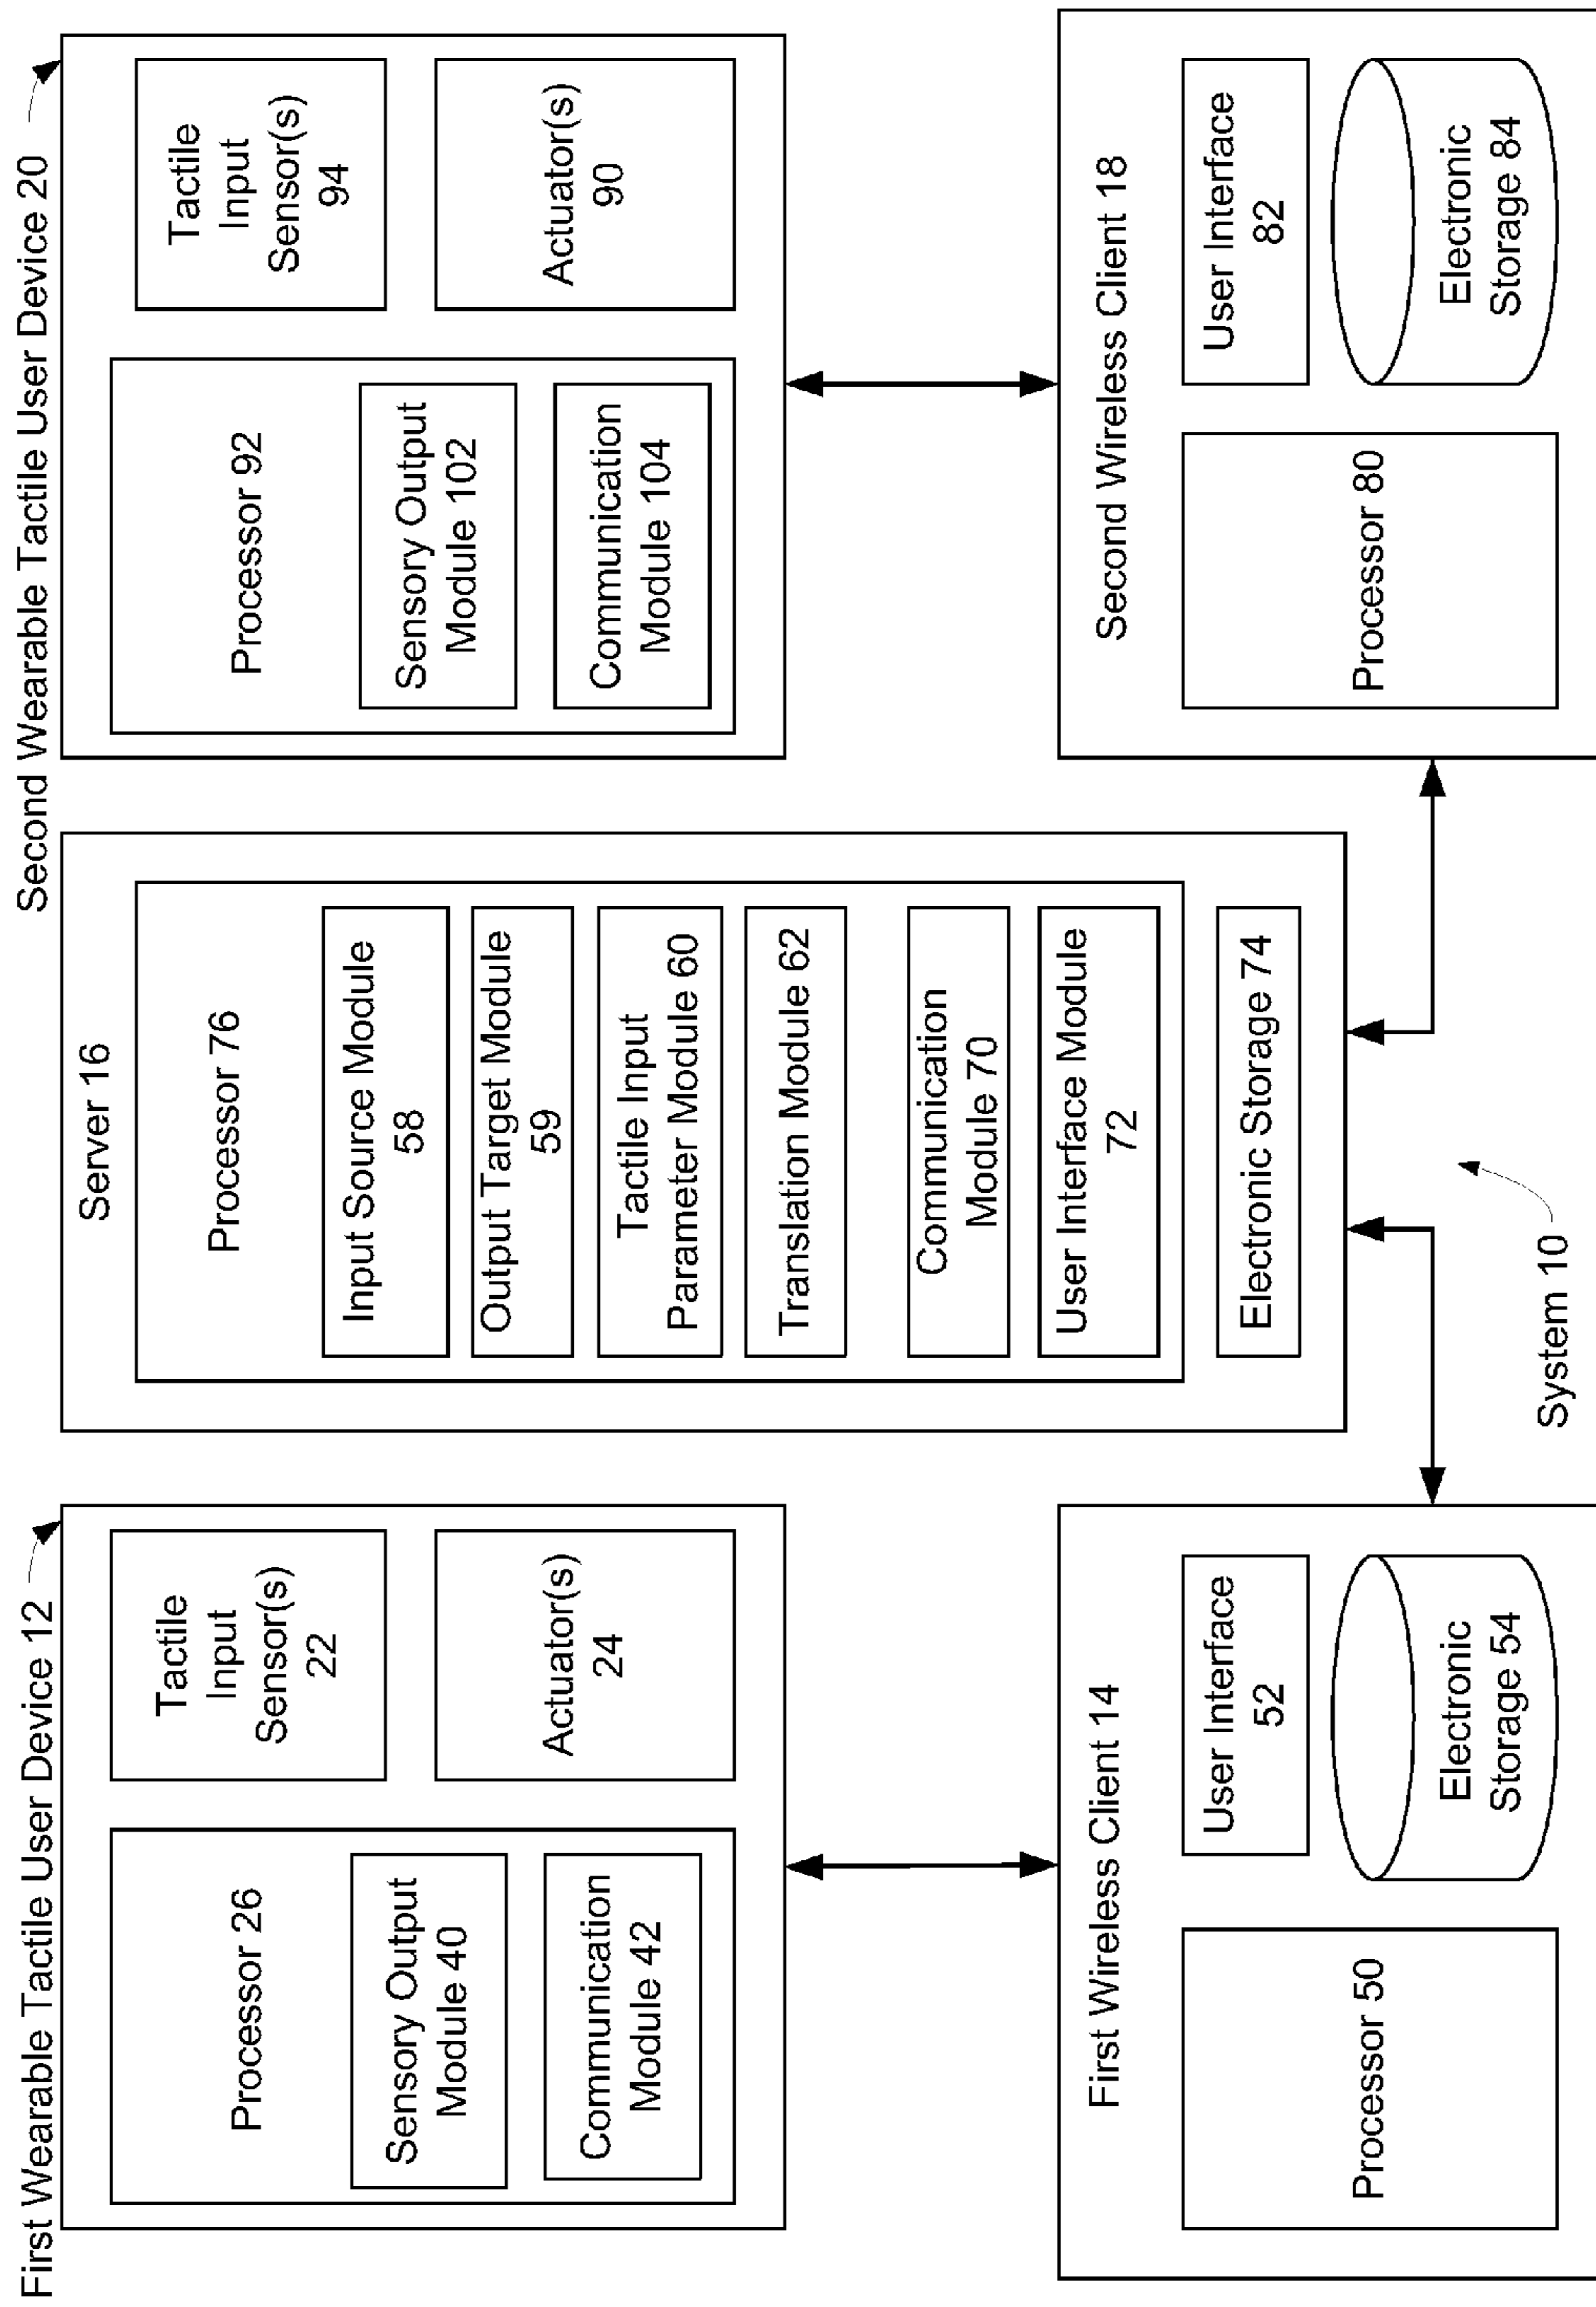 First Wearable Tactile User Device 12
Processor 26
Sensory Output
Module 40
Communication
Module 42
Tactile
Input
Sensor(s)
22
Actuator(s)
24
First Wireless Client 14
Processor 50
User Interface
52
Electronic
Storage 54
Server 16
Processor 76
Input Source Module
58
Output Target Module
59
Tactile Input
Parameter Module 60
Translation Module 62
Communication
Module 70
User Interface Module
72
Electronic Storage 74
System 10
Second Wearable Tactile User Device 20
Processor 92
Sensory Output
Module 102
Communication
Module 104
Tactile
Input
Sensor(s)
94
Actuator(s)
90
Second Wireless Client 18
Processor 80
User Interface
82
Electronic
Storage 84